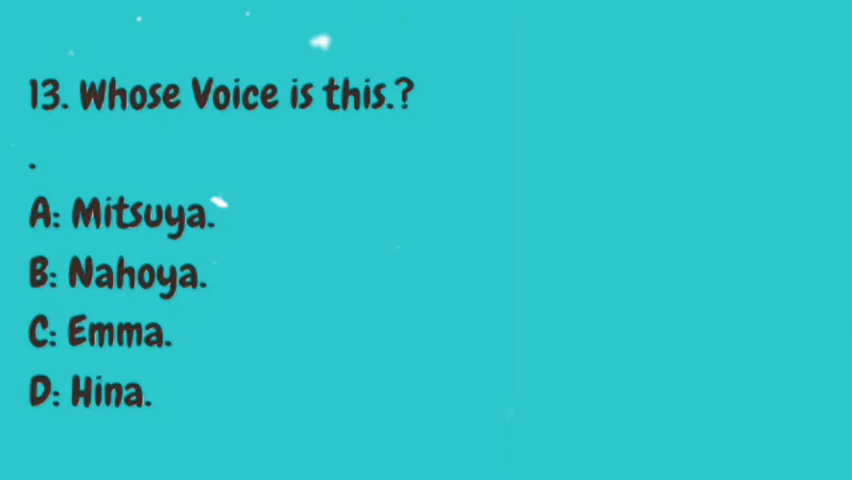 13. Whose Voice is this.?
.
A: Mitsuya.
B: Nahoya.
C: Emma.
D: Hina.